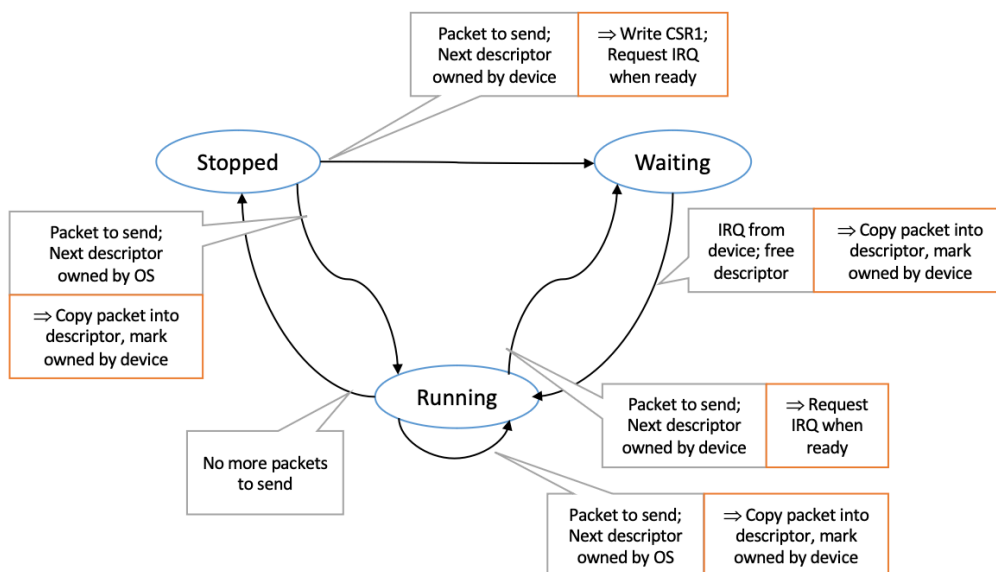 Packet to send;
Next descriptor
owned by device
⇒ Write CSR1;
Request IRQ
when ready
Stopped
Waiting
Packet to send;
Next descriptor
owned by OS
⇒ Copy packet into
descriptor, mark
owned by device
IRQ from
device; free
descriptor
⇒ Copy packet into
descriptor, mark
owned by device
Running
No more packets
to send
Packet to send;
Next descriptor
owned by device
⇒ Request
IRQ when
ready
Packet to send;
Next descriptor
owned by OS
⇒ Copy packet into
descriptor, mark
owned by device